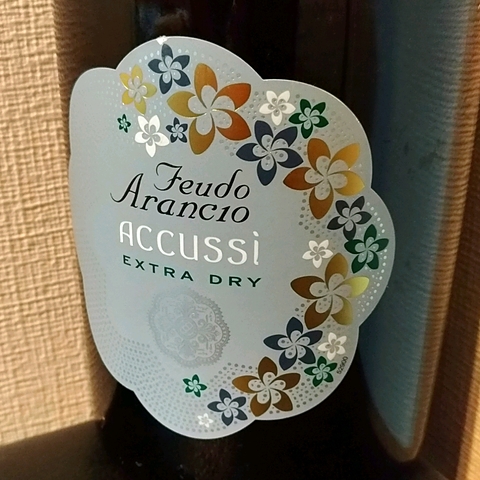 Feudo
Arancio
ACCUSSÌ
EXTRA DRY